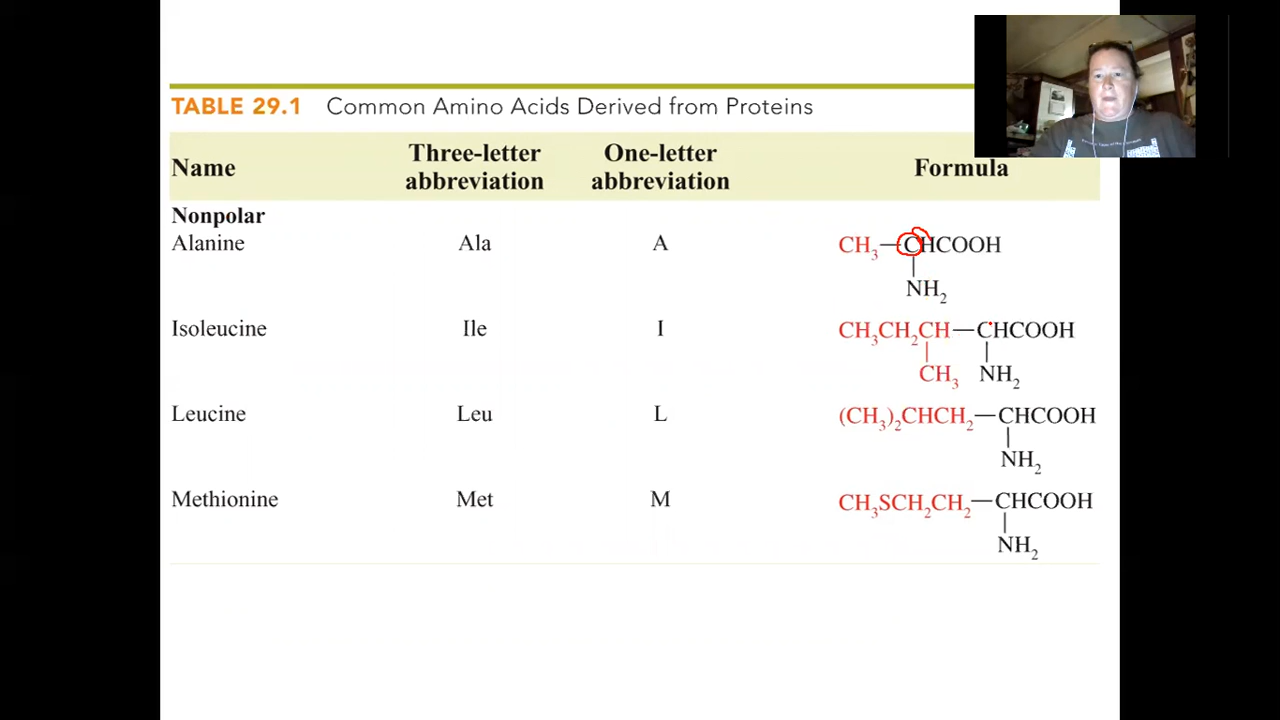 TABLE 29.1 Common Amino Acids Derived from Proteins
Name Three-letter abbreviation One-letter abbreviation Formula
Nonpolar
Alanine Ala A CH₃—CHCOOH
NH₂
Isoleucine Ile I CH₃CH₂CH—CHCOOH
CH₃ NH₂
Leucine Leu L (CH₃)₂CHCH₂—CHCOOH
NH₂
Methionine Met M CH₃SCH₂CH₂—CHCOOH
NH₂